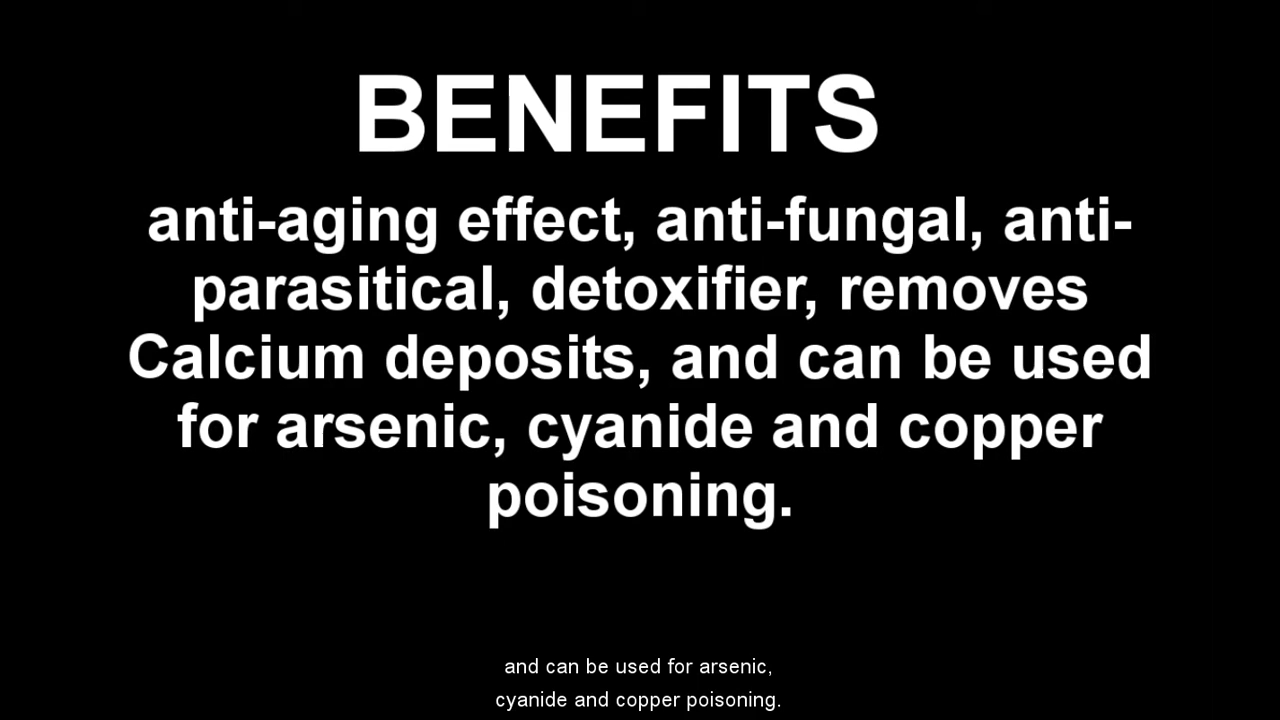 BENEFITS
anti-aging effect, anti-fungal, anti-
parasitical, detoxifier, removes
Calcium deposits, and can be used
for arsenic, cyanide and copper
poisoning.
and can be used for arsenic,
cyanide and copper poisoning.